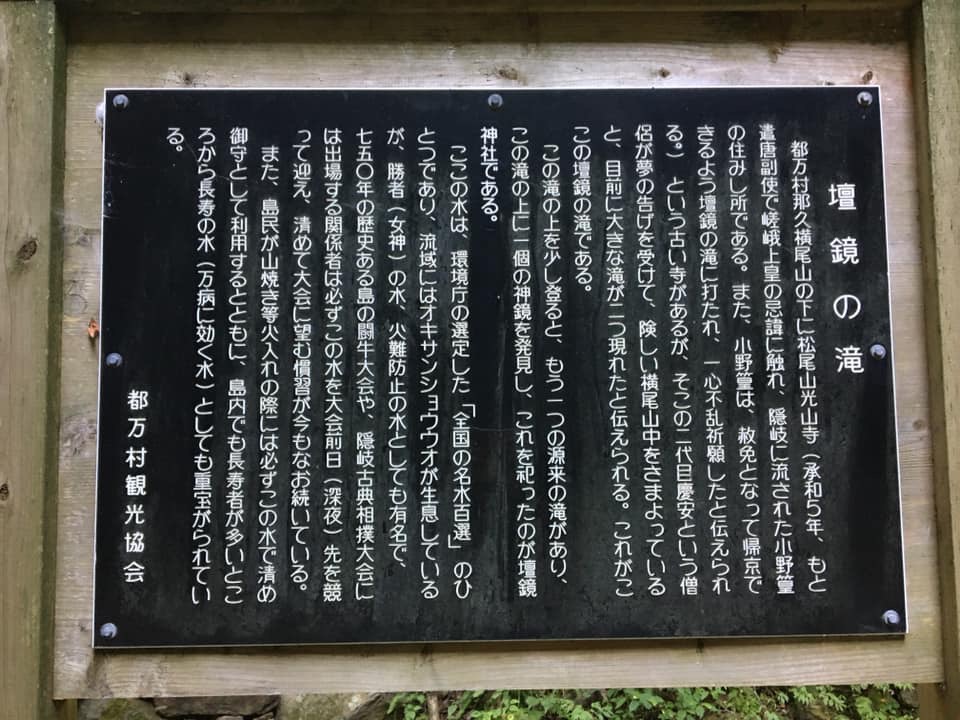 壇鏡の滝
都万村那久横尾山の下に松尾山光山寺(承和5年、もと
遣唐副使で嵯峨上皇の忌諱に触れ、隠岐に流された小野篁
の住みし所である。また、小野篁は、赦免となって帰京で
きるよう壇鏡の滝に打たれ、一心不乱祈願したと伝えられ
る。)という古い寺があるが、そこの二代目慶安という僧
侶が夢の告げを受けて、険しい横尾山中をさまよっている
と、目前に大きな滝が二つ現れたと伝えられる。これがこ
この壇鏡の滝である。
この滝の上を少し登ると、もう一つの源来の滝があり、
この滝の上に一個の神鏡を発見し、これを祀ったのが壇鏡
神社である。
ここの水は、環境庁の選定した「全国の名水百選」のひ
とつであり、流域にはオキサンショウウオが生息している
が、勝者(女神)の水、火難防止の水としても有名で、
七五〇年の歴史ある島の闘牛大会や、隠岐古典相撲大会に
は出場する関係者は必ずこの水を大会前日(深夜)先を競
って迎え、清めて大会に望む慣習が今もなお続いている。
また、島民が山焼き等火入れの際には必ずこの水で清め
御守として利用するとともに、島内でも長寿者が多いとこ
ろから長寿の水(万病に効く水)としても重宝がられてい
る。
都万村観光協会